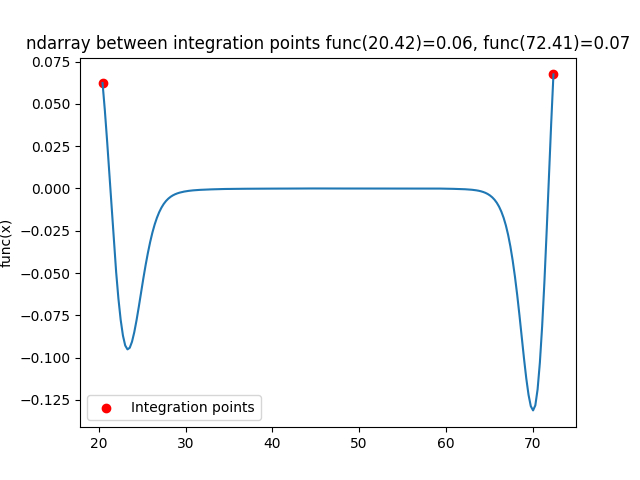 ndarray between integration points func(20.42)=0.06, func(72.41)=0.07
0.075
0.050
0.025
0.000
−0.025
−0.050
−0.075
−0.100
−0.125
func(x)
Integration points
20 30 40 50 60 70